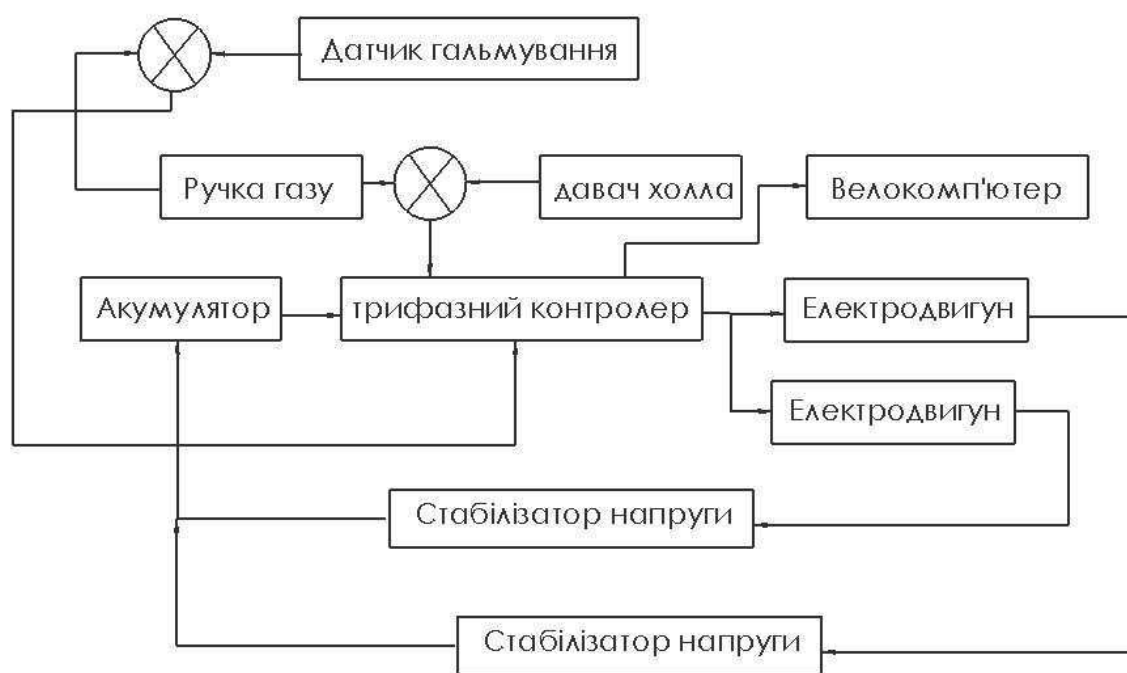 Датчик гальмування
Ручка газу
давач холла
Велокомп'ютер
Акумулятор
трифазний контролер
Електродвигун
Електродвигун
Стабілізатор напруги
Стабілізатор напруги